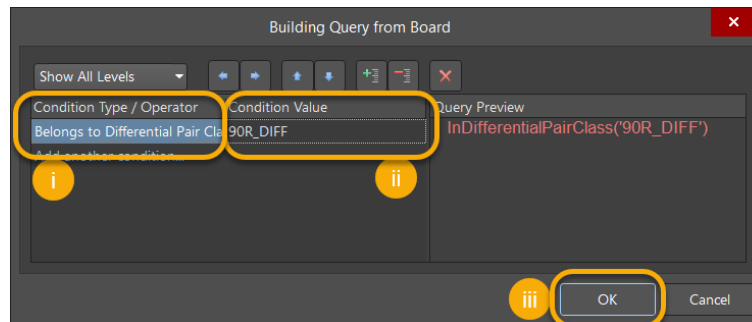 Building Query from Board
Show All Levels
Condition Type / Operator Condition Value Query Preview
Belongs to Differential Pair Cla 90R_DIFF InDifferentialPairClass('90R_DIFF')
Add another condition...
i ii
iii OK Cancel